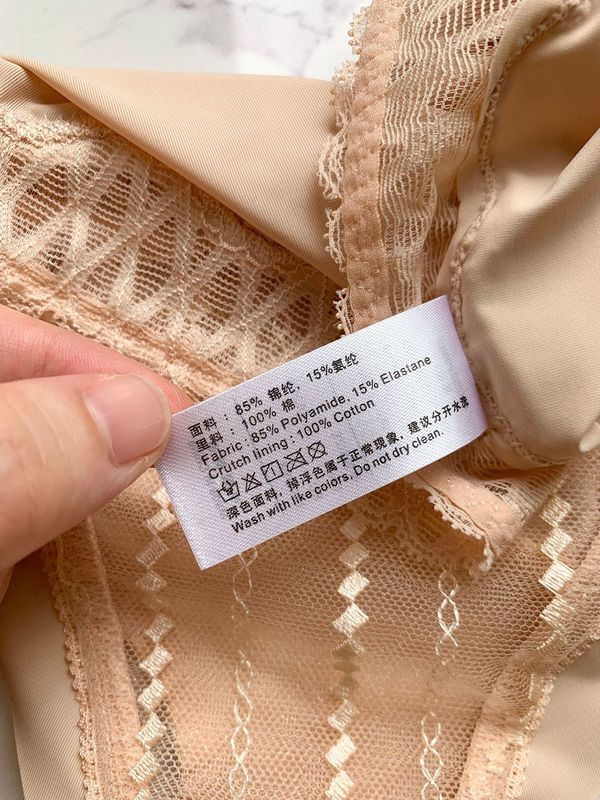 面料：85% 锦纶、15%氨纶
里料：100% 棉
Fabric : 85% Polyamide, 15% Elastane
Crutch lining : 100% Cotton
深色面料，掉浮色属于正常現象，建议分开水洗
Wash with like colors, Do not dry clean.